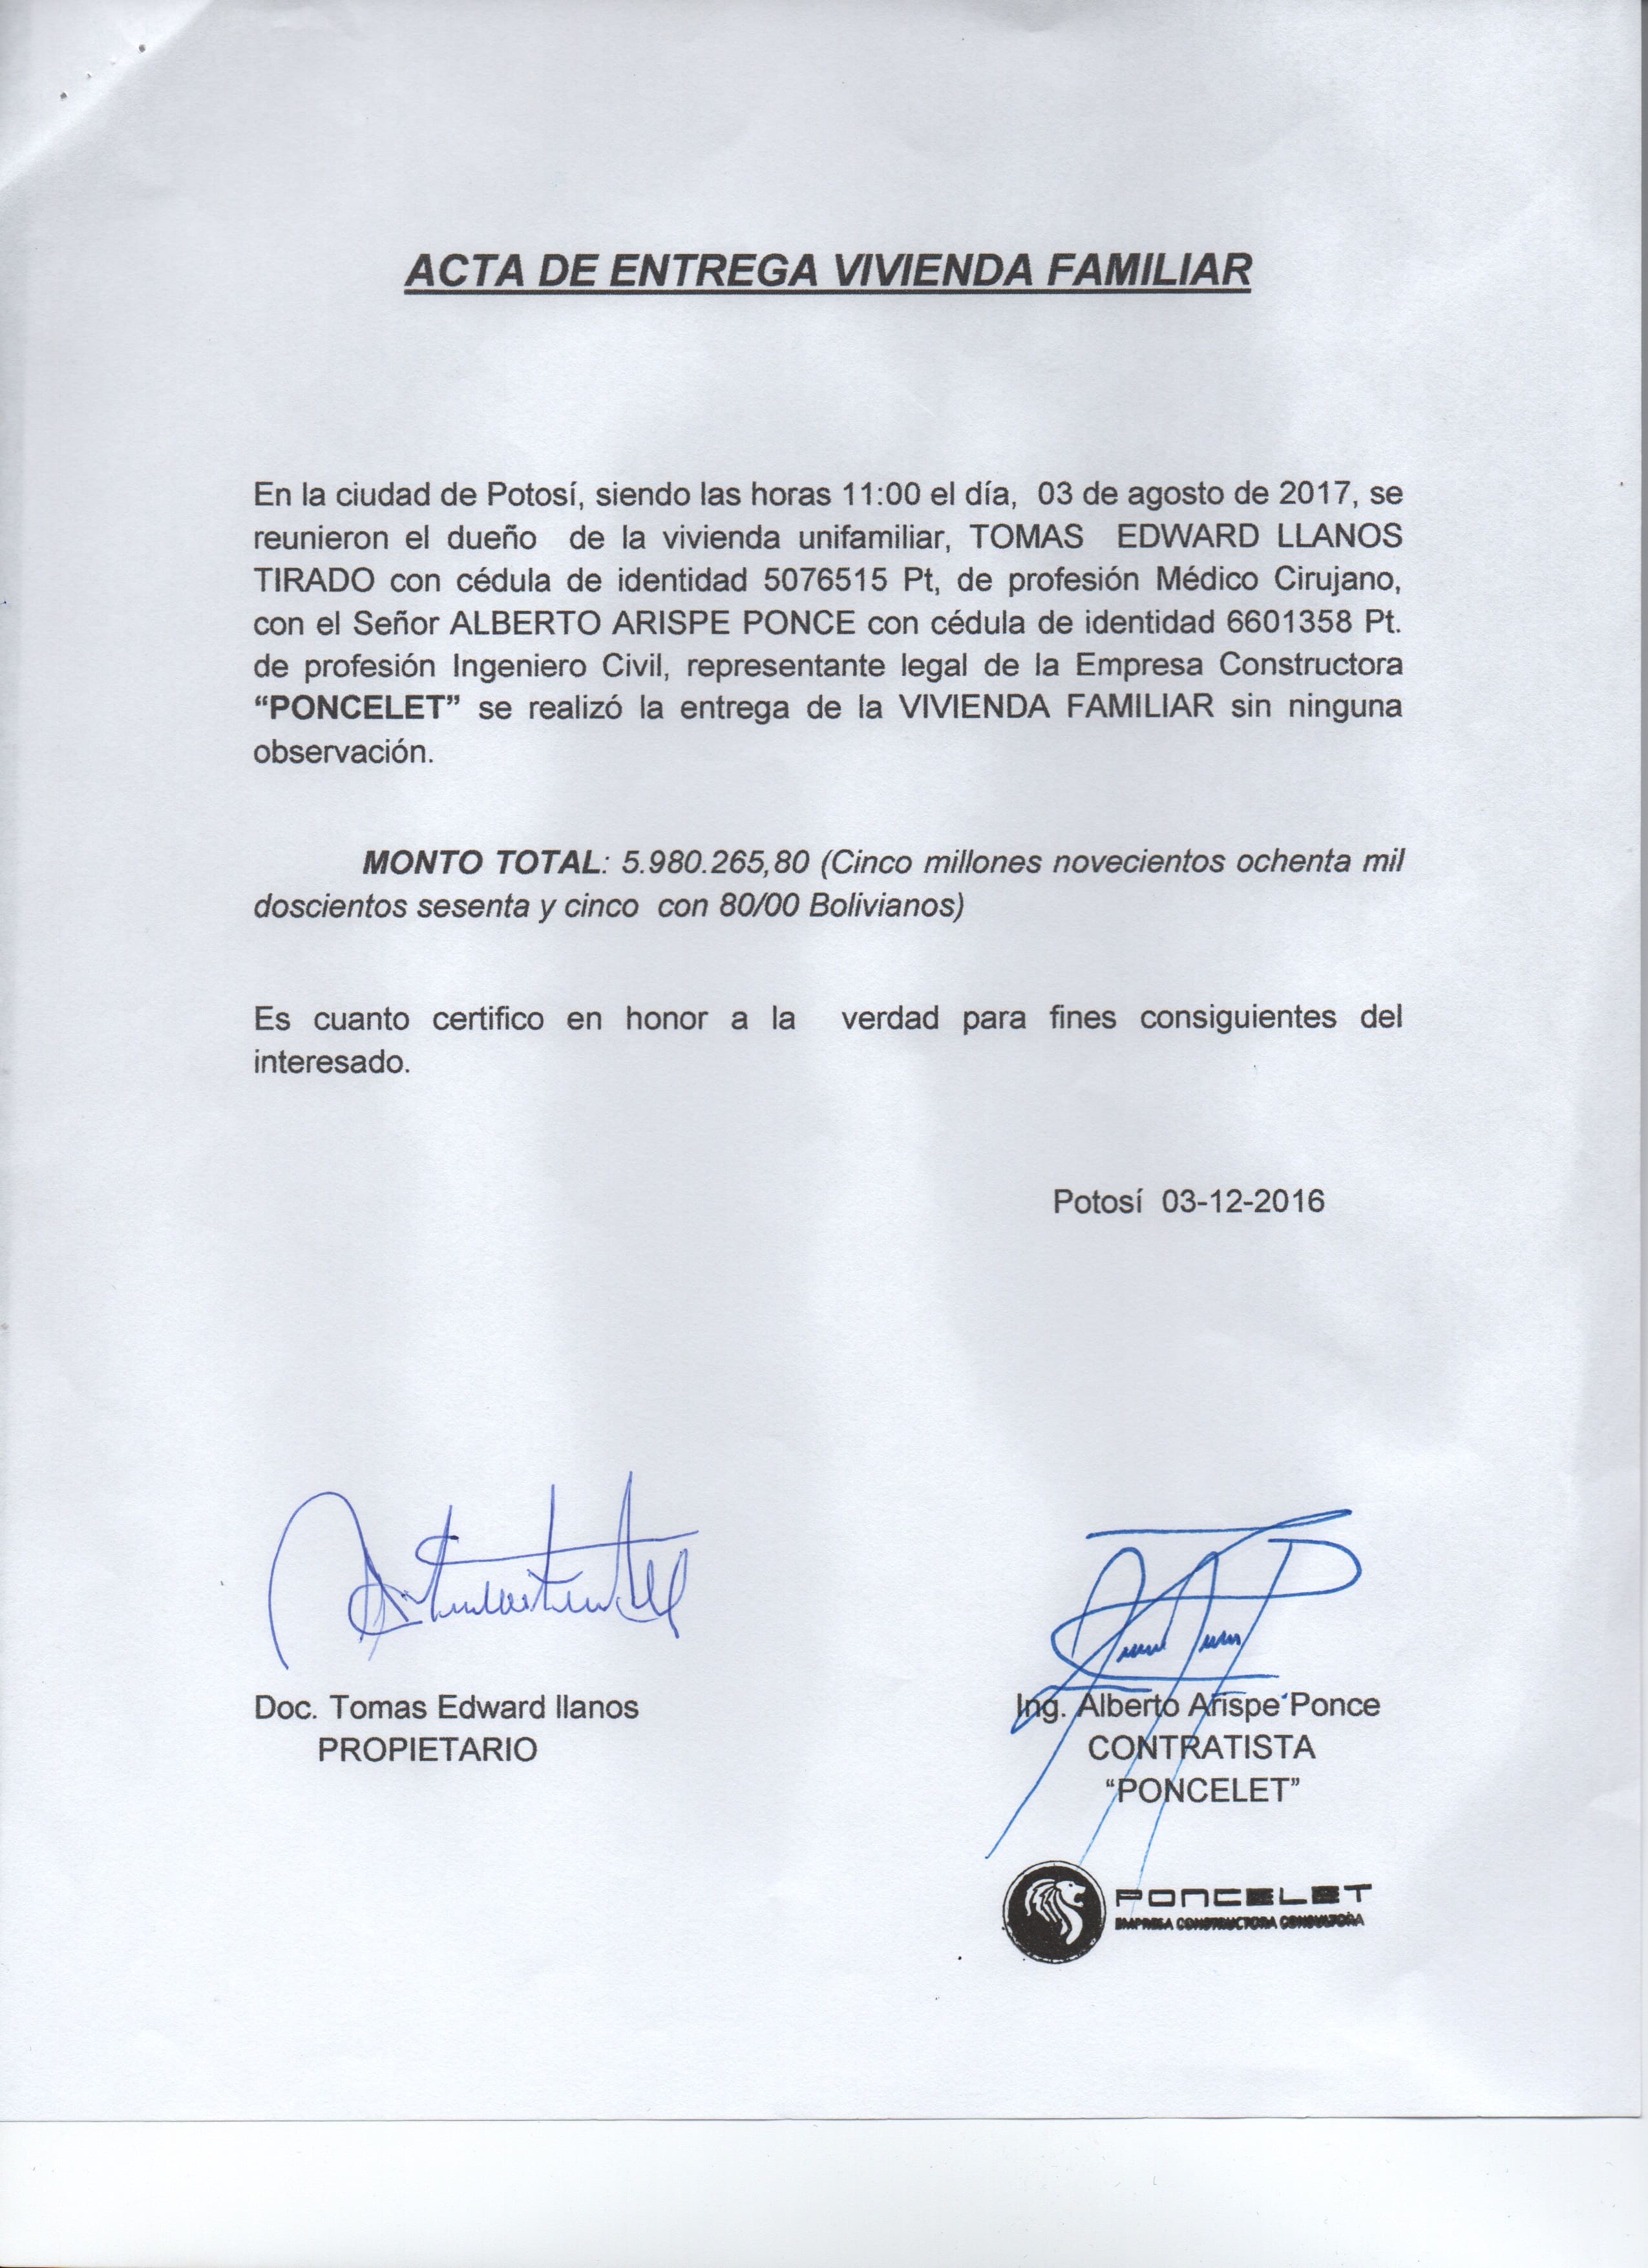 ACTA DE ENTREGA VIVIENDA FAMILIAR
En la ciudad de Potosí, siendo las horas 11:00 el día, 03 de agosto de 2017, se
reunieron el dueño de la vivienda unifamiliar, TOMAS EDWARD LLANOS
TIRADO con cédula de identidad 5076515 Pt, de profesión Médico Cirujano,
con el Señor ALBERTO ARISPE PONCE con cédula de identidad 6601358 Pt.
de profesión Ingeniero Civil, representante legal de la Empresa Constructora
“PONCELET” se realizó la entrega de la VIVIENDA FAMILIAR sin ninguna
observación.
MONTO TOTAL: 5.980.265,80 (Cinco millones novecientos ochenta mil
doscientos sesenta y cinco con 80/00 Bolivianos)
Es cuanto certifico en honor a la verdad para fines consiguientes del
interesado.
Potosí 03-12-2016
Doc. Tomas Edward llanos
PROPIETARIO
Ing. Alberto Arispe Ponce
CONTRATISTA
“PONCELET”
PONCELET
EMPRESA CONSTRUCTORA CONSULTORA